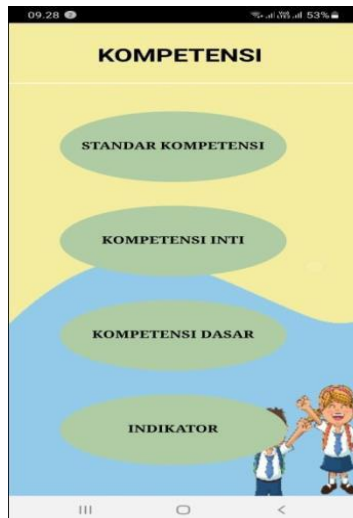 09.28
53%
KOMPETENSI
STANDAR KOMPETENSI
KOMPETENSI INTI
KOMPETENSI DASAR
INDIKATOR